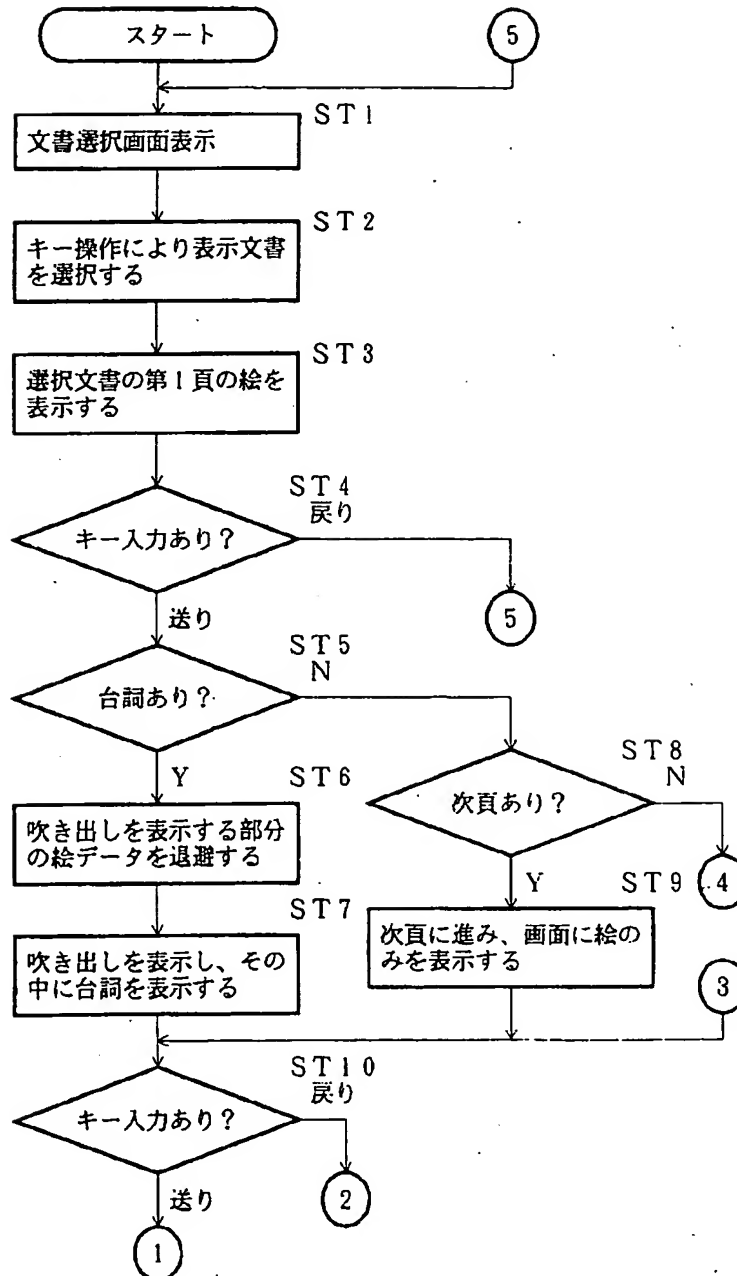 スタート
5
ST1
文書選択画面表示
ST2
キー操作により表示文書
を選択する
ST3
選択文書の第1頁の絵を
表示する
ST4
戻り
キー入力あり?
5
送り
ST5
N
台詞あり?
ST8
N
次頁あり?
Y
ST6
吹き出しを表示する部分
の絵データを退避する
4
Y
ST9
次頁に進み、画面に絵の
みを表示する
ST7
吹き出しを表示し、その
中に台詞を表示する
3
ST10
戻り
キー入力あり?
2
送り
1